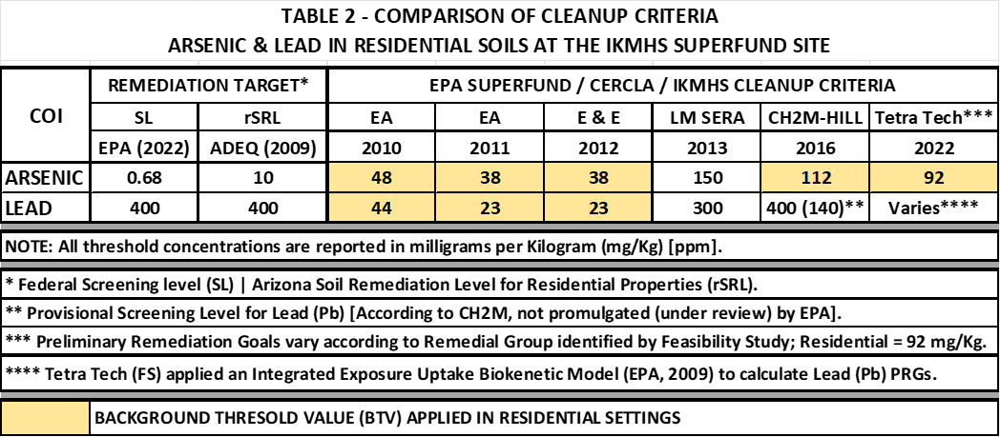 TABLE 2 - COMPARISON OF CLEANUP CRITERIA
ARSENIC & LEAD IN RESIDENTIAL SOILS AT THE IKMHS SUPERFUND SITE
COI REMEDIATION TARGET* EPA SUPERFUND / CERCLA / IKMHS CLEANUP CRITERIA
SL rSRL EA EA E & E LM SERA CH2M-HILL Tetra Tech***
EPA (2022) ADEQ (2009) 2010 2011 2012 2013 2016 2022
ARSENIC 0.68 10 48 38 38 150 112 92
LEAD 400 400 44 23 23 300 400 (140)** Varies****
NOTE: All threshold concentrations are reported in milligrams per Kilogram (mg/Kg) [ppm].
* Federal Screening level (SL) | Arizona Soil Remediation Level for Residential Properties (rSRL).
** Provisional Screening Level for Lead (Pb) [According to CH2M, not promulgated (under review) by EPA].
*** Preliminary Remediation Goals vary according to Remedial Group identified by Feasibility Study; Residential = 92 mg/Kg.
**** Tetra Tech (FS) applied an Integrated Exposure Uptake Biokenetic Model (EPA, 2009) to calculate Lead (Pb) PRGs.
BACKGROUND THRESOLD VALUE (BTV) APPLIED IN RESIDENTIAL SETTINGS